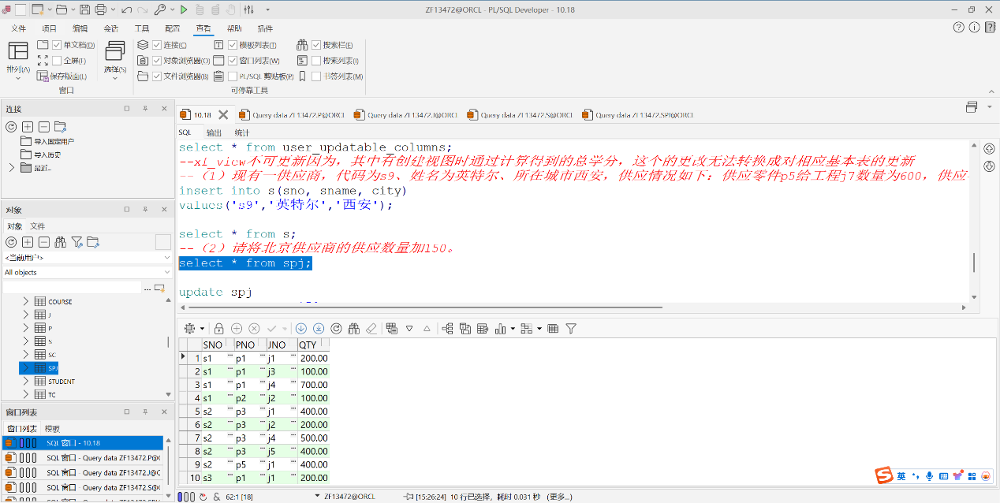 ZF13472@ORCL - PL/SQL Developer - 10.18
文件 项目 编辑 会话 工具 配置 查看 帮助 插件
排列(A)
单文档(D)
全屏(F)
保存版面(L)
选择(S)
窗口
连接(C)
对象浏览器(O)
文件浏览器(B)
模板列表(T)
窗口列表(W)
PL/SQL 剪贴板(P)
搜索栏(E)
搜索列表(I)
书签列表(M)
可停靠工具
连接
导入固定用户
导入历史
最近...
对象
对象 文件
<当前用户>
All objects
COURSE
J
P
S
SC
SPJ
STUDENT
TC
窗口列表
窗口列表 模板
SQL 窗口 - 10.18
SQL 窗口 - Query data ZF13472.P@C
SQL 窗口 - Query data ZF13472.J@C
SQL 窗口 - Query data ZF13472.S@C
10.18 Query data ZF13472.P@ORCL Query data ZF13472.J@ORCL Query data ZF13472.S@ORCL Query data ZF13472.SPJ@ORCL
SQL 输出 统计
select * from user_updatable_columns;
--xi_view不可更新因为，其中有创建视图时通过计算得到的总学分，这个的更改无法转换成对相应基本表的更新
--（1）现有一供应商，代码为s9、姓名为英特尔、所在城市西安，供应情况如下：供应零件p5给工程j7数量为600，供应
insert into s(sno, sname, city)
values('s9','英特尔','西安');
select * from s;
--（2）请将北京供应商的供应数量加150。
select * from spj;
update spj
SNO PNO JNO QTY
1 s1 p1 j1 200.00
2 s1 p1 j3 100.00
3 s1 p1 j4 700.00
4 s1 p2 j2 100.00
5 s2 p3 j1 400.00
6 s2 p3 j2 200.00
7 s2 p3 j4 500.00
8 s2 p3 j5 400.00
9 s2 p5 j1 400.00
10 s3 p1 j1 200.00
英
62:1 [18] ZF13472@ORCL [15:26:24] 10 行已选择，耗时 0.031 秒 (更多...)